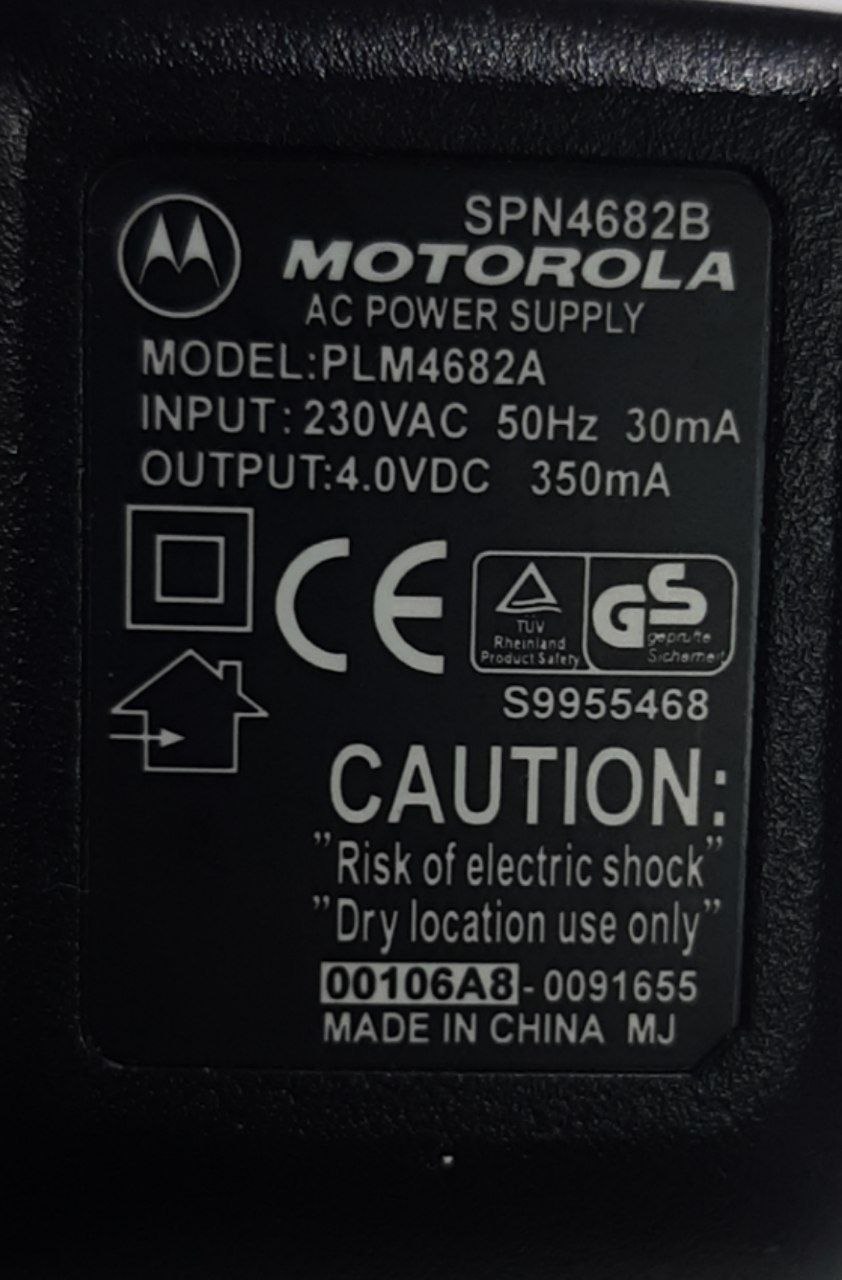 SPN4682B
MOTOROLA
AC POWER SUPPLY
MODEL:PLM4682A
INPUT: 230VAC 50Hz 30mA
OUTPUT:4.0VDC 350mA
CE
TÜV
Rheinland
Product Safety
GS
geprüfte
Sicherheit
S9955468
CAUTION:
"Risk of electric shock"
"Dry location use only"
00106A8-0091655
MADE IN CHINA MJ